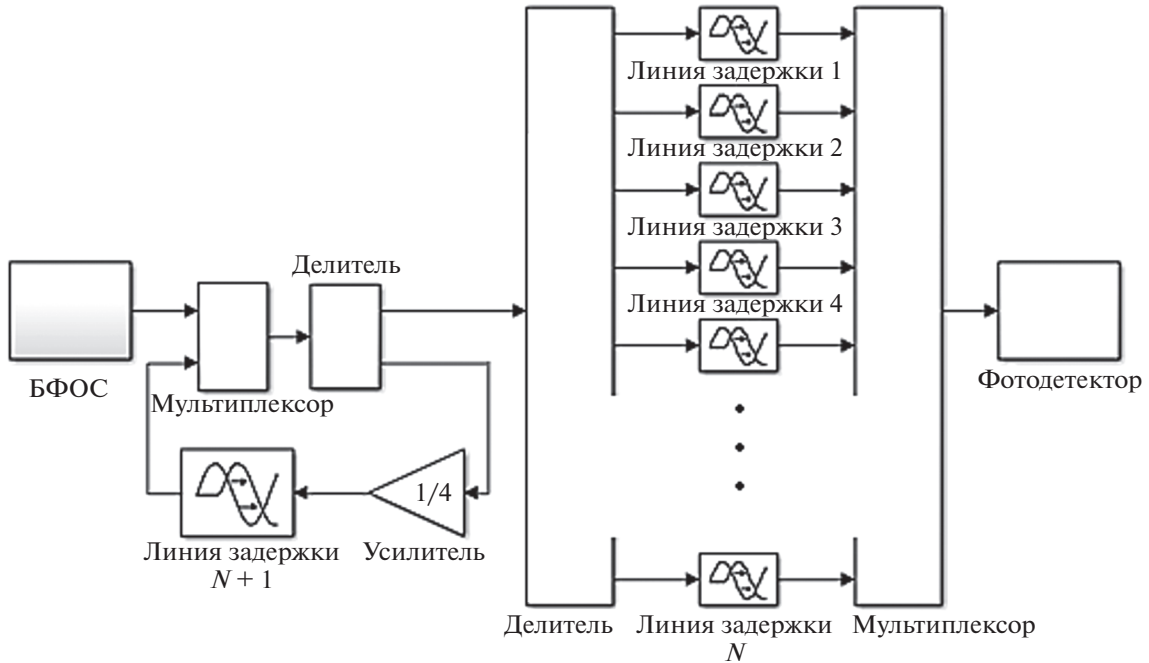 Линия задержки 1
Линия задержки 2
Линия задержки 3
Линия задержки 4
Делитель
БФОС
Мультиплексор
1/4
Линия задержки
N + 1
Усилитель
Фотодетектор
Делитель
Линия задержки
N
Мультиплексор